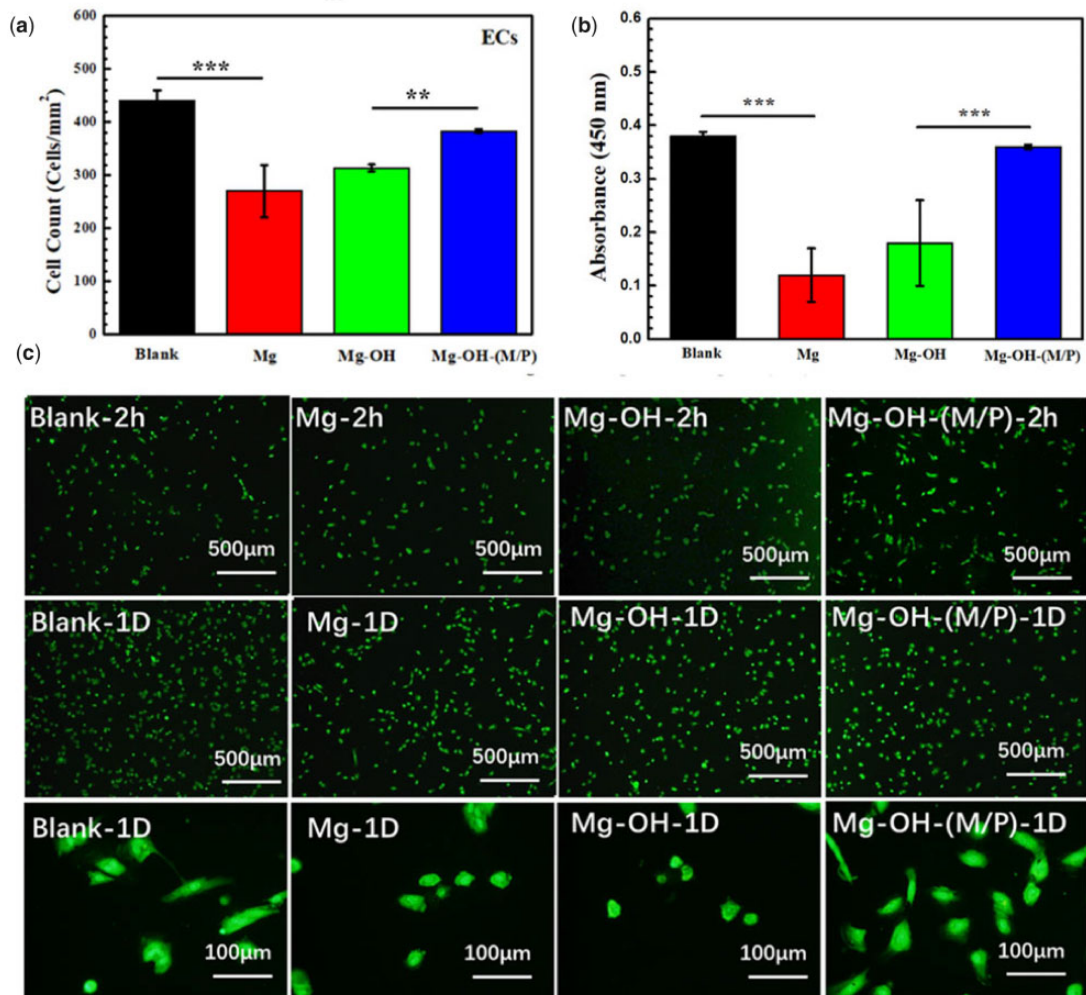 (a)
600
500
400
300
200
100
0
Cell Count (Cells/mm²)
ECs
***
**
Blank Mg Mg-OH Mg-OH-(M/P)
(b)
0.6
0.5
0.4
0.3
0.2
0.1
0.0
Absorbance (450 nm)
***
***
Blank Mg Mg-OH Mg-OH-(M/P)
(c)
Blank-2h Mg-2h Mg-OH-2h Mg-OH-(M/P)-2h
500μm 500μm 500μm 500μm
Blank-1D Mg-1D Mg-OH-1D Mg-OH-(M/P)-1D
500μm 500μm 500μm 500μm
Blank-1D Mg-1D Mg-OH-1D Mg-OH-(M/P)-1D
100μm 100μm 100μm 100μm